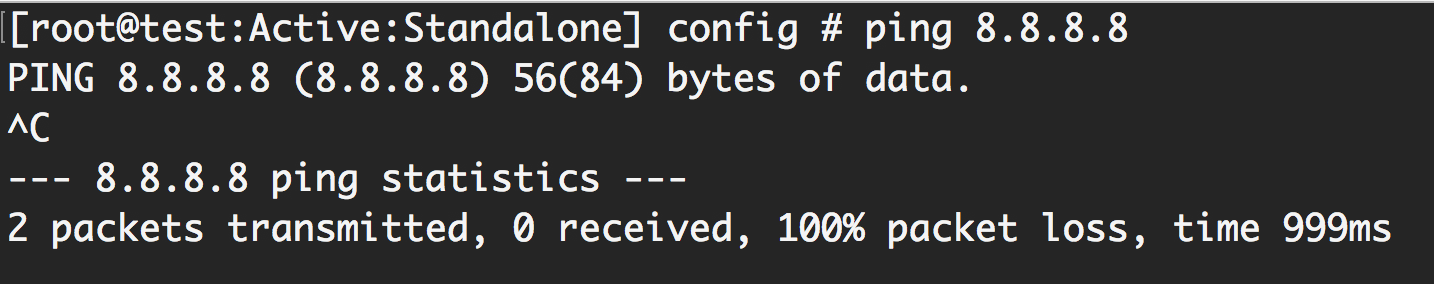 [root@test:Active:Standalone] config # ping 8.8.8.8
PING 8.8.8.8 (8.8.8.8) 56(84) bytes of data.
^C
--- 8.8.8.8 ping statistics ---
2 packets transmitted, 0 received, 100% packet loss, time 999ms